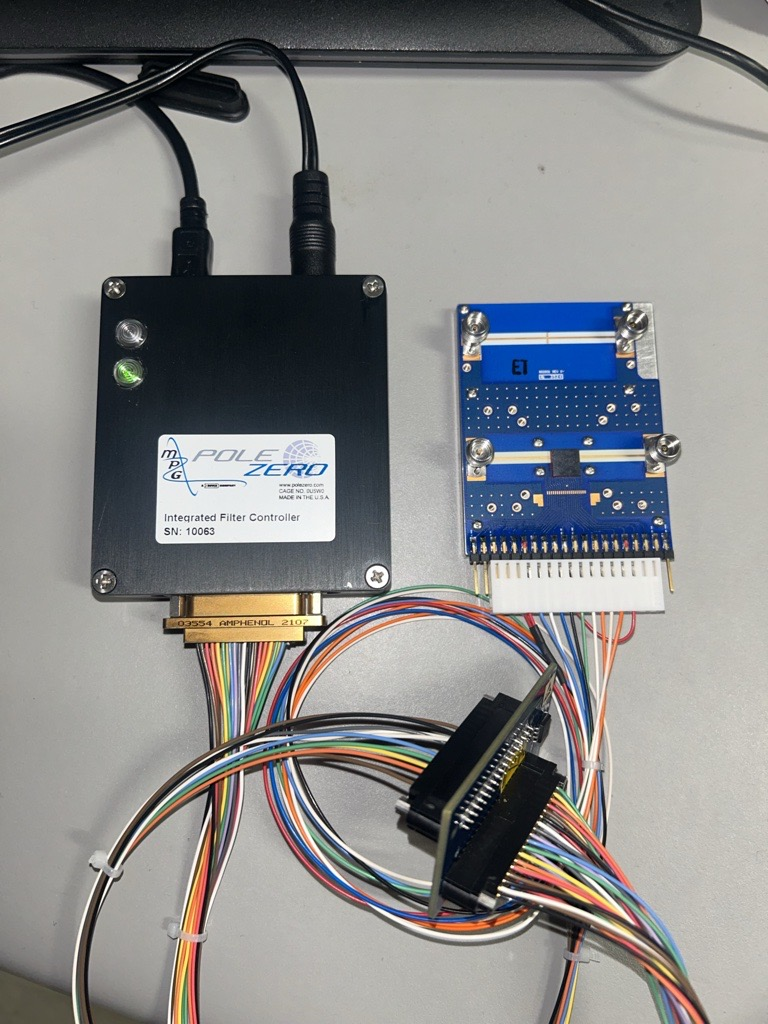 mPG
POLE
ZERO
www.polezero.com
CAGE NO. 0U5W0
MADE IN THE U.S.A.
Integrated Filter Controller
SN: 10063
03554 AMPHENOL 2107
E1